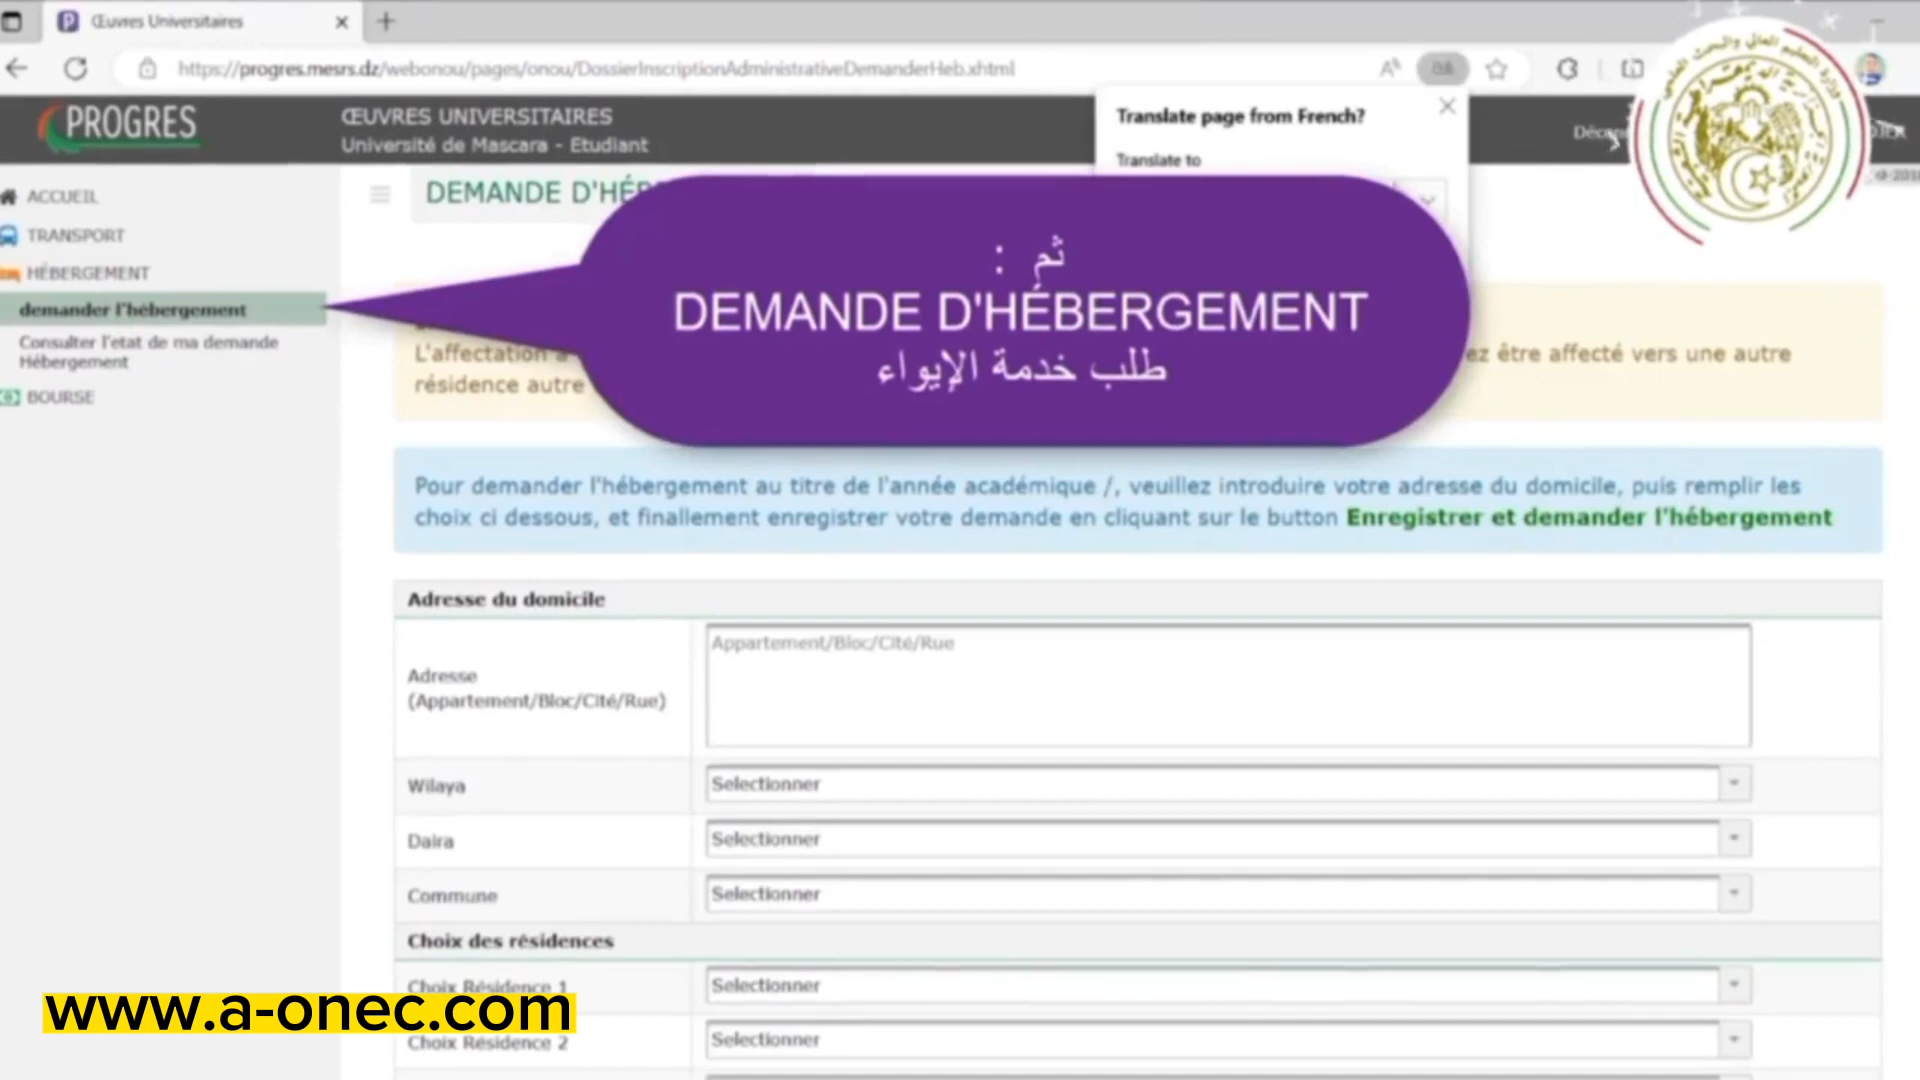 Œuvres Universitaires
https://progres.mesrs.dz/webonou/pages/onou/DossierInscriptionAdministrativeDemanderHeb.xhtml
PROGRES
ŒUVRES UNIVERSITAIRES
Université de Mascara - Etudiant
Translate page from French?
Translate to
ACCUEIL
TRANSPORT
HÉBERGEMENT
demander l'hébergement
Consulter l'etat de ma demande
Hébergement
BOURSE
DEMANDE D'HÉ
ثم :
DEMANDE D'HÉBERGEMENT
طلب خدمة الإيواء
L'affectation ez être affecté vers une autre
résidence autre
Pour demander l'hébergement au titre de l'année académique /, veuillez introduire votre adresse du domicile, puis remplir les
choix ci dessous, et finallement enregistrer votre demande en cliquant sur le button Enregistrer et demander l'hébergement
Adresse du domicile
Adresse
(Appartement/Bloc/Cité/Rue)
Appartement/Bloc/Cité/Rue
Wilaya Selectionner
Daira Selectionner
Commune Selectionner
Choix des résidences
Choix Résidence 1 Selectionner
Choix Résidence 2 Selectionner
www.a-onec.com